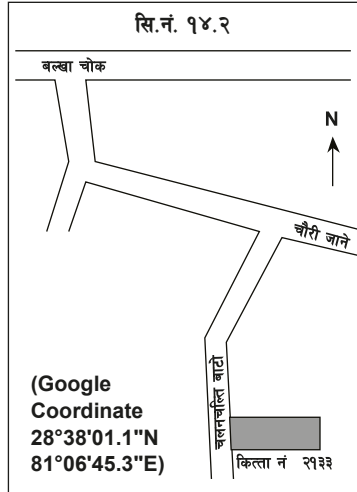 सि.नं. १४.२
बल्खा चोक
N
चौरी जाने
चलनचल्ति बाटो
(Google
Coordinate
28°38'01.1"N
81°06'45.3"E)
कित्ता नं २१३३